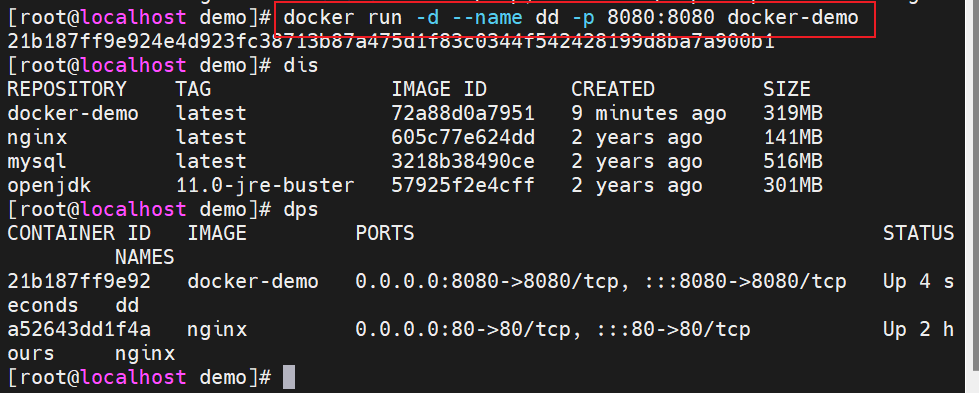 [root@localhost demo]# docker run -d --name dd -p 8080:8080 docker-demo
21b187ff9e924e4d923fc38713b87a475d1f83c0344f542428199d8ba7a900b1
[root@localhost demo]# dis
REPOSITORY    TAG               IMAGE ID       CREATED         SIZE
docker-demo   latest            72a88d0a7951   9 minutes ago   319MB
nginx         latest            605c77e624dd   2 years ago     141MB
mysql         latest            3218b38490ce   2 years ago     516MB
openjdk       11.0-jre-buster   57925f2e4cff   2 years ago     301MB
[root@localhost demo]# dps
CONTAINER ID   IMAGE         PORTS                                       STATUS
         NAMES
21b187ff9e92   docker-demo   0.0.0.0:8080->8080/tcp, :::8080->8080/tcp   Up 4 s
econds   dd
a52643dd1f4a   nginx         0.0.0.0:80->80/tcp, :::80->80/tcp           Up 2 h
ours     nginx
[root@localhost demo]#